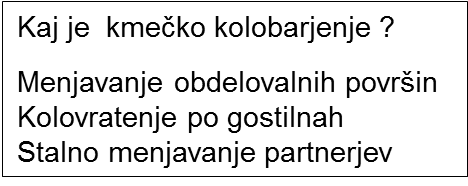 Kaj je  kmečko kolobarjenje ?
Menjavanje obdelovalnih površin
Kolovratenje po gostilnah
Stalno menjavanje partnerjev